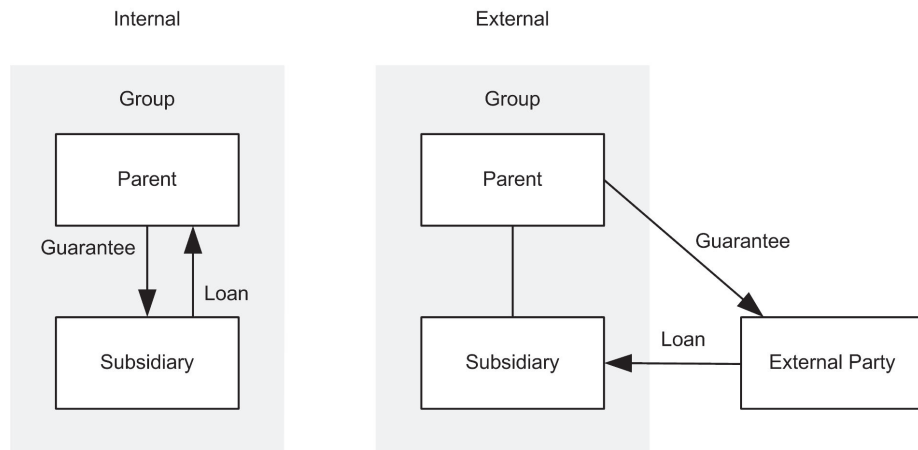 Internal
External
Group
Group
Parent
Parent
Guarantee
Guarantee
Loan
Loan
Subsidiary
Subsidiary
External Party